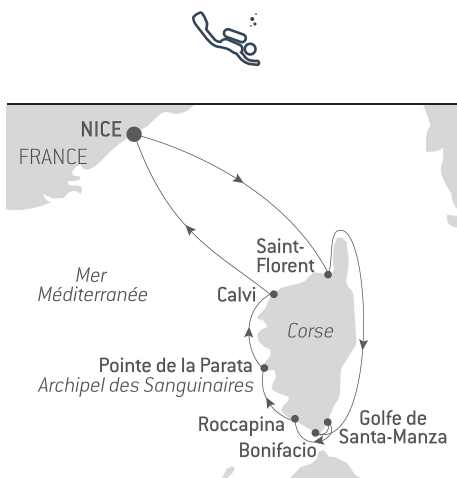 NICE
FRANCE
Saint-
Florent
Mer
Méditerranée
Calvi
Corse
Pointe de la Parata
Archipel des Sanguinaires
Roccapina
Golfe de
Santa-Manza
Bonifacio